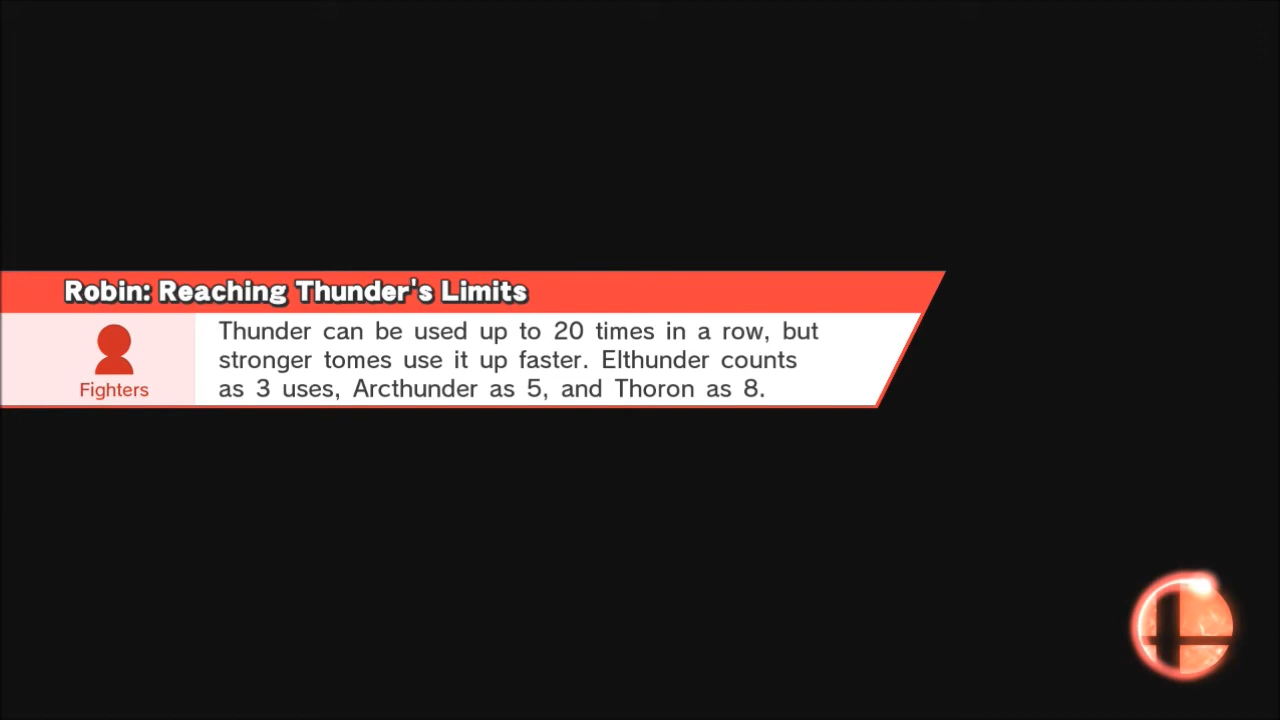 Robin: Reaching Thunder's Limits
Thunder can be used up to 20 times in a row, but
stronger tomes use it up faster. Elthunder counts
as 3 uses, Arcthunder as 5, and Thoron as 8.
Fighters